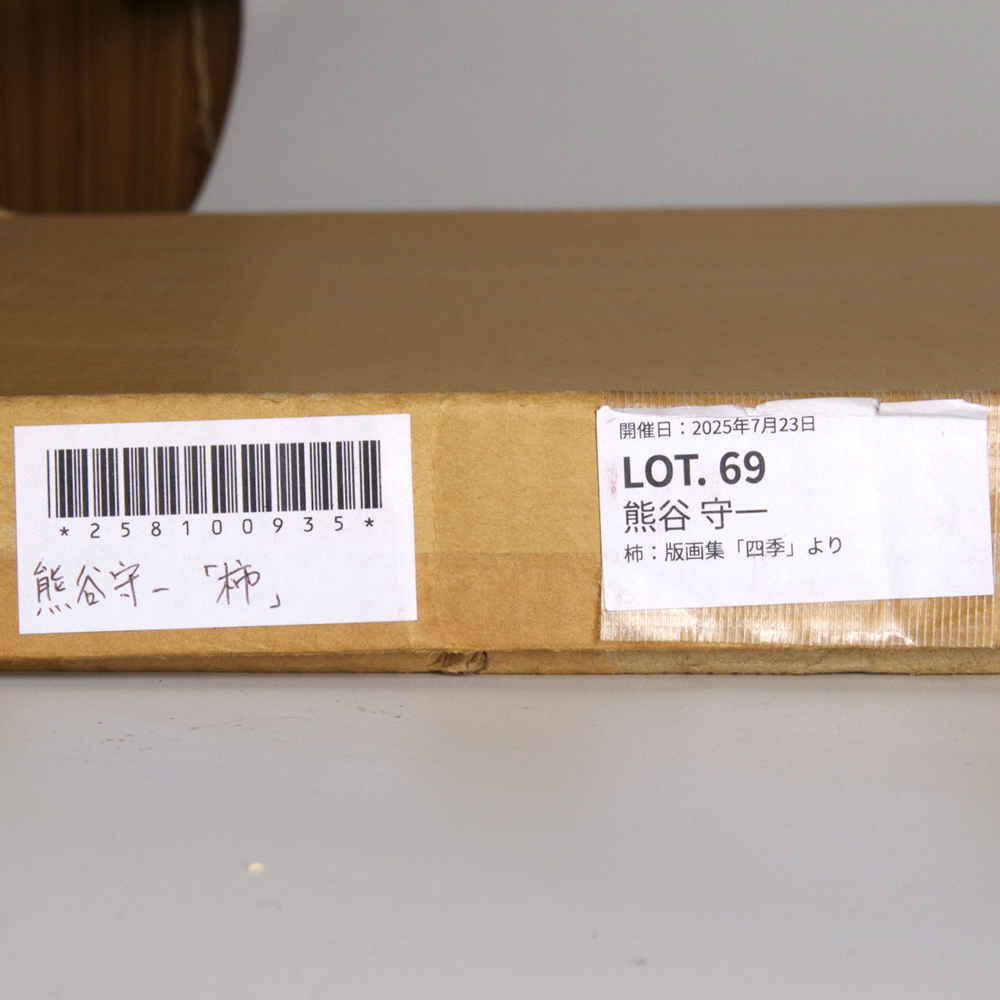 *258100935*
熊谷守一 「柿」
開催日：2025年7月23日
LOT. 69
熊谷 守一
柿：版画集「四季」より